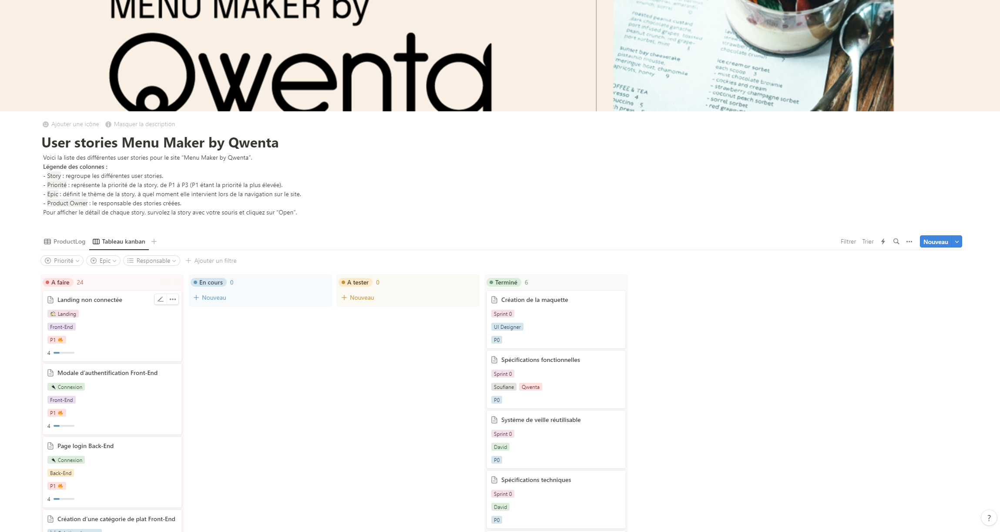 MENU MAKER by
Qwenta
crunch, sorrel
roasted peanut custard
dark chocolate ganache,
port infused grapes, toasted
peanut crunch, red grape-
port sorbet, mint
8
sunset bay cheesecake
pistachio mousse,
meringue boat, chamomile
apricots, honey 9
OFFEE & TEA
resso 4
puccino 5
ch press
chocolate crunch
ice cream or sorbet
each scoop 3
- mint chocolate brownie
- cookies and cream
- strawberry champagne sorbet
- coconut peach sorbet
- sorrel sorbet
- red grape-
Ajouter une icône
Masquer la description
User stories Menu Maker by Qwenta
Voici la liste des différentes user stories pour le site “Menu Maker by Qwenta”.
Légende des colonnes :
- Story : regroupe les différentes user stories.
- Priorité : représente la priorité de la story, de P1 à P3 (P1 étant la priorité la plus élevée).
- Epic : définit le thème de la story, à quel moment elle intervient lors de la navigation sur le site.
- Product Owner : le responsable des stories créées.
Pour afficher le détail de chaque story, survolez la story avec votre souris et cliquez sur “Open”.
ProductLog
Tableau kanban
Filtrer
Trier
Nouveau
Priorité
Epic
Responsable
Ajouter un filtre
A faire 24
Landing non connectée
Landing
Front-End
P1
4
Modale d’authentification Front-End
Connexion
Front-End
P1
4
Page login Back-End
Connexion
Back-End
P1
4
Création d’une catégorie de plat Front-End
En cours 0
Nouveau
A tester 0
Nouveau
Terminé 6
Création de la maquette
Sprint 0
UI Designer
P0
Spécifications fonctionnelles
Sprint 0
Soufiane Qwenta
P0
Système de veille réutilisable
Sprint 0
David
P0
Spécifications techniques
Sprint 0
David
P0
?